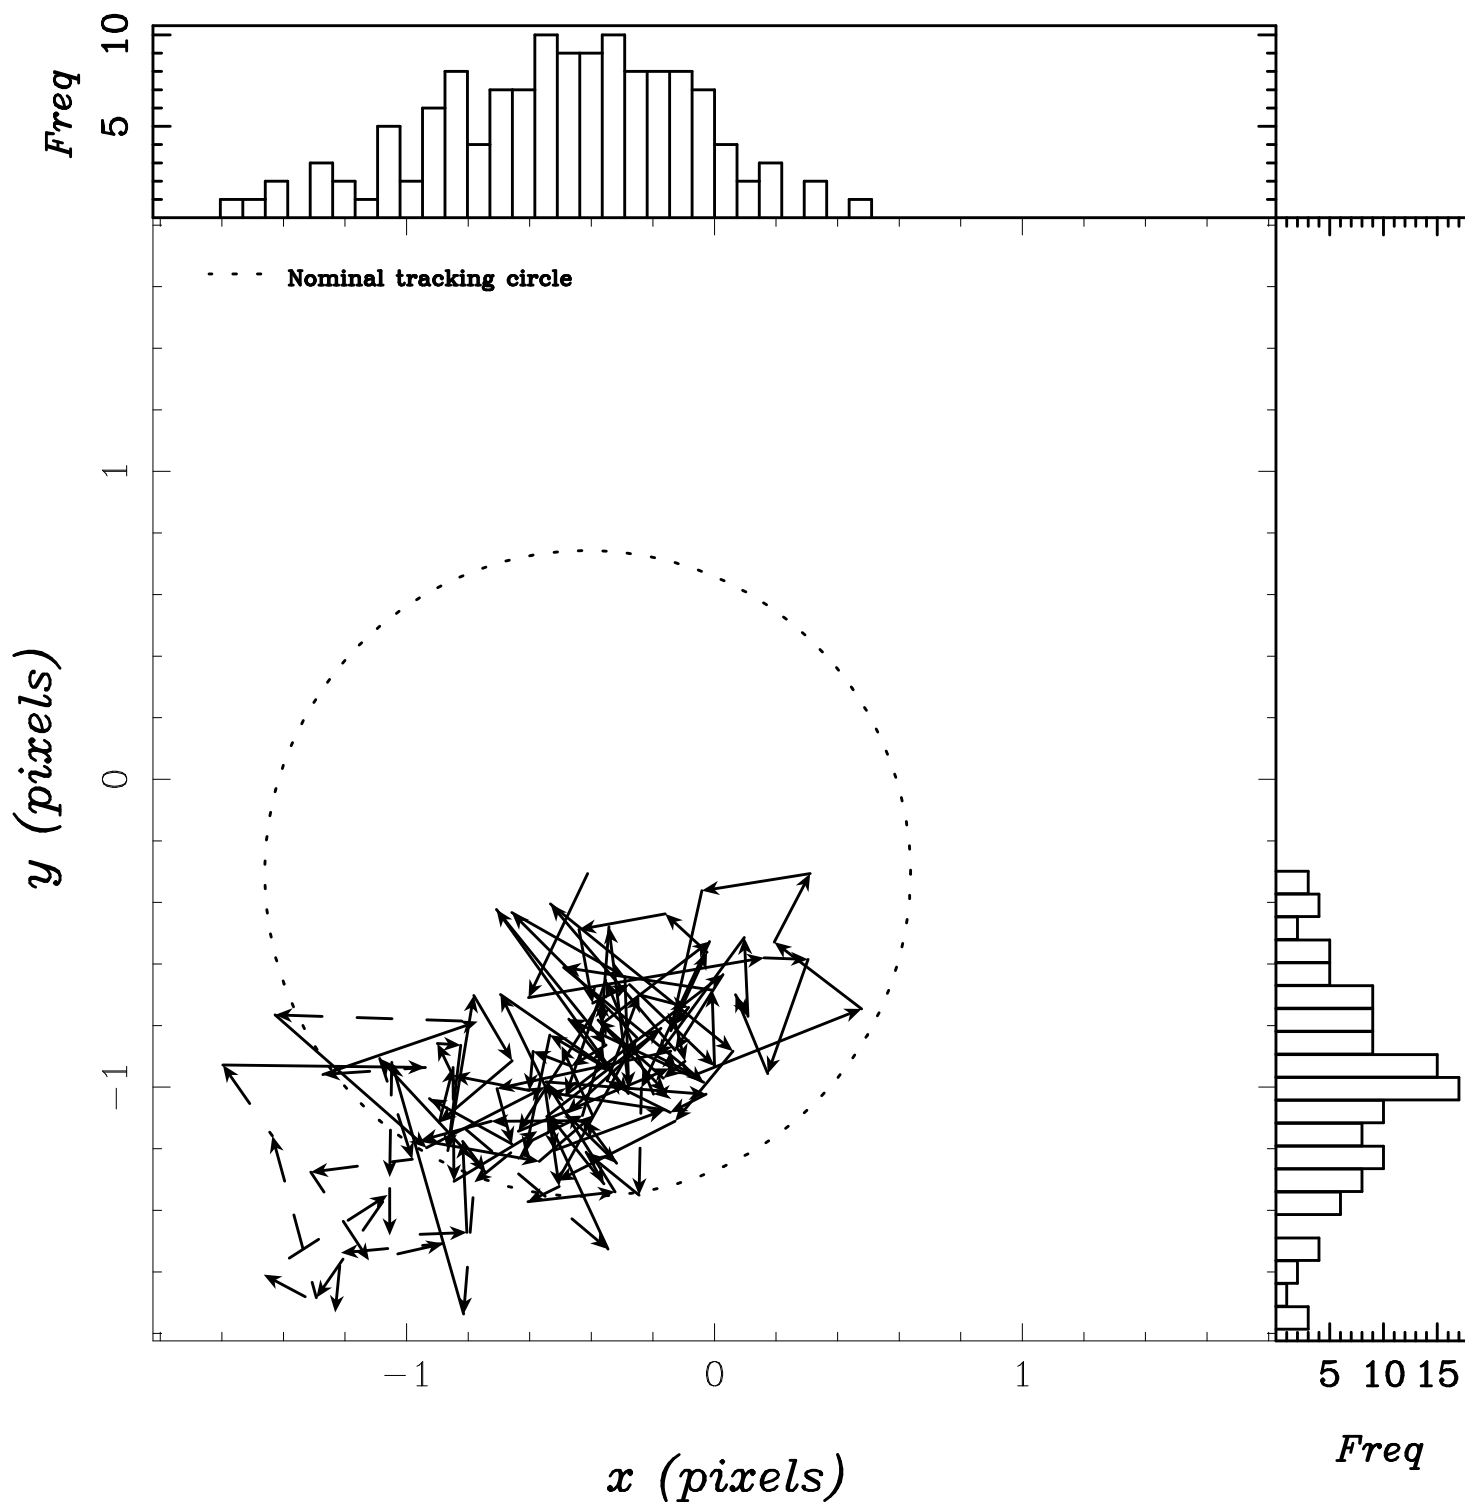 10
5
Freq
Nominal tracking circle
1
0
−1
y (pixels)
−1 0 1
5 10 15
Freq
x (pixels)